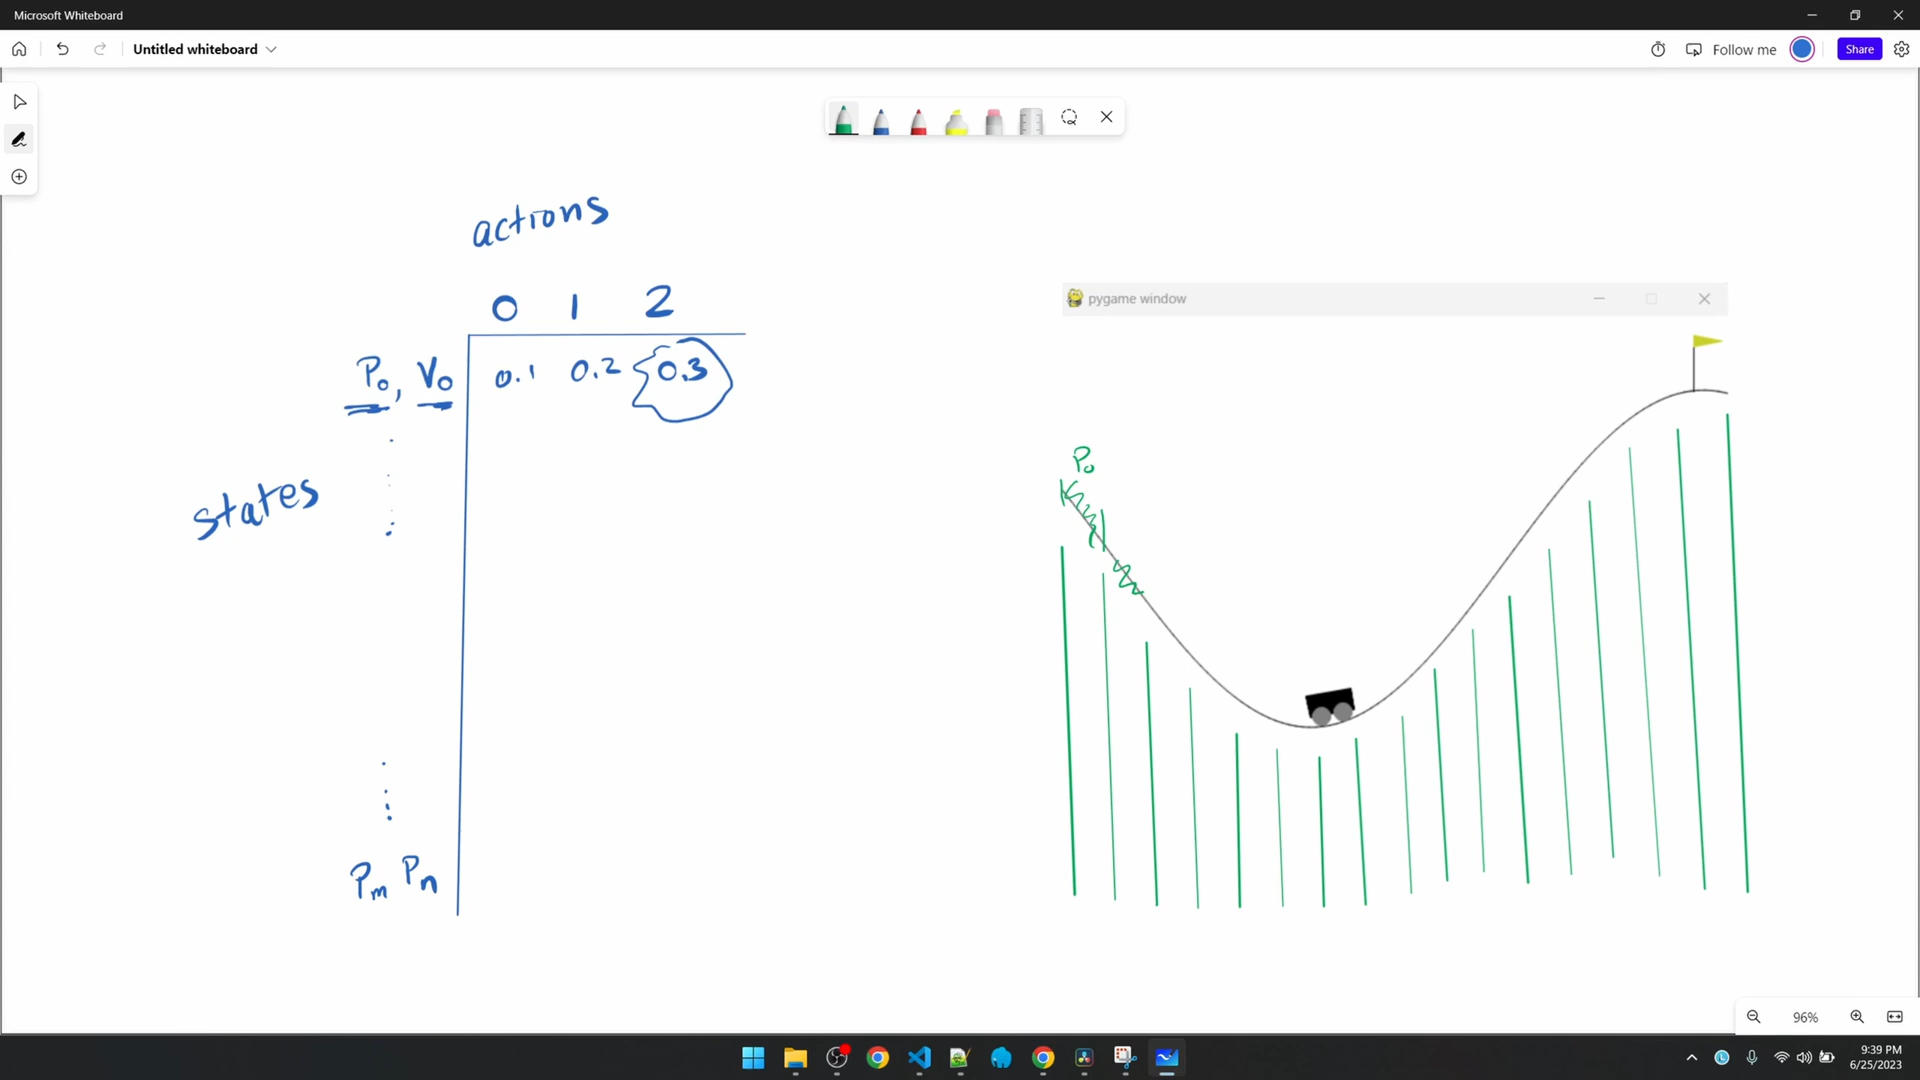 Microsoft Whiteboard
Untitled whiteboard
Follow me
Share
actions
0 1 2
P₀, V₀ 0.1 0.2 0.3
states
Pm Pn
pygame window
P₀
96%
9:39 PM
6/25/2023